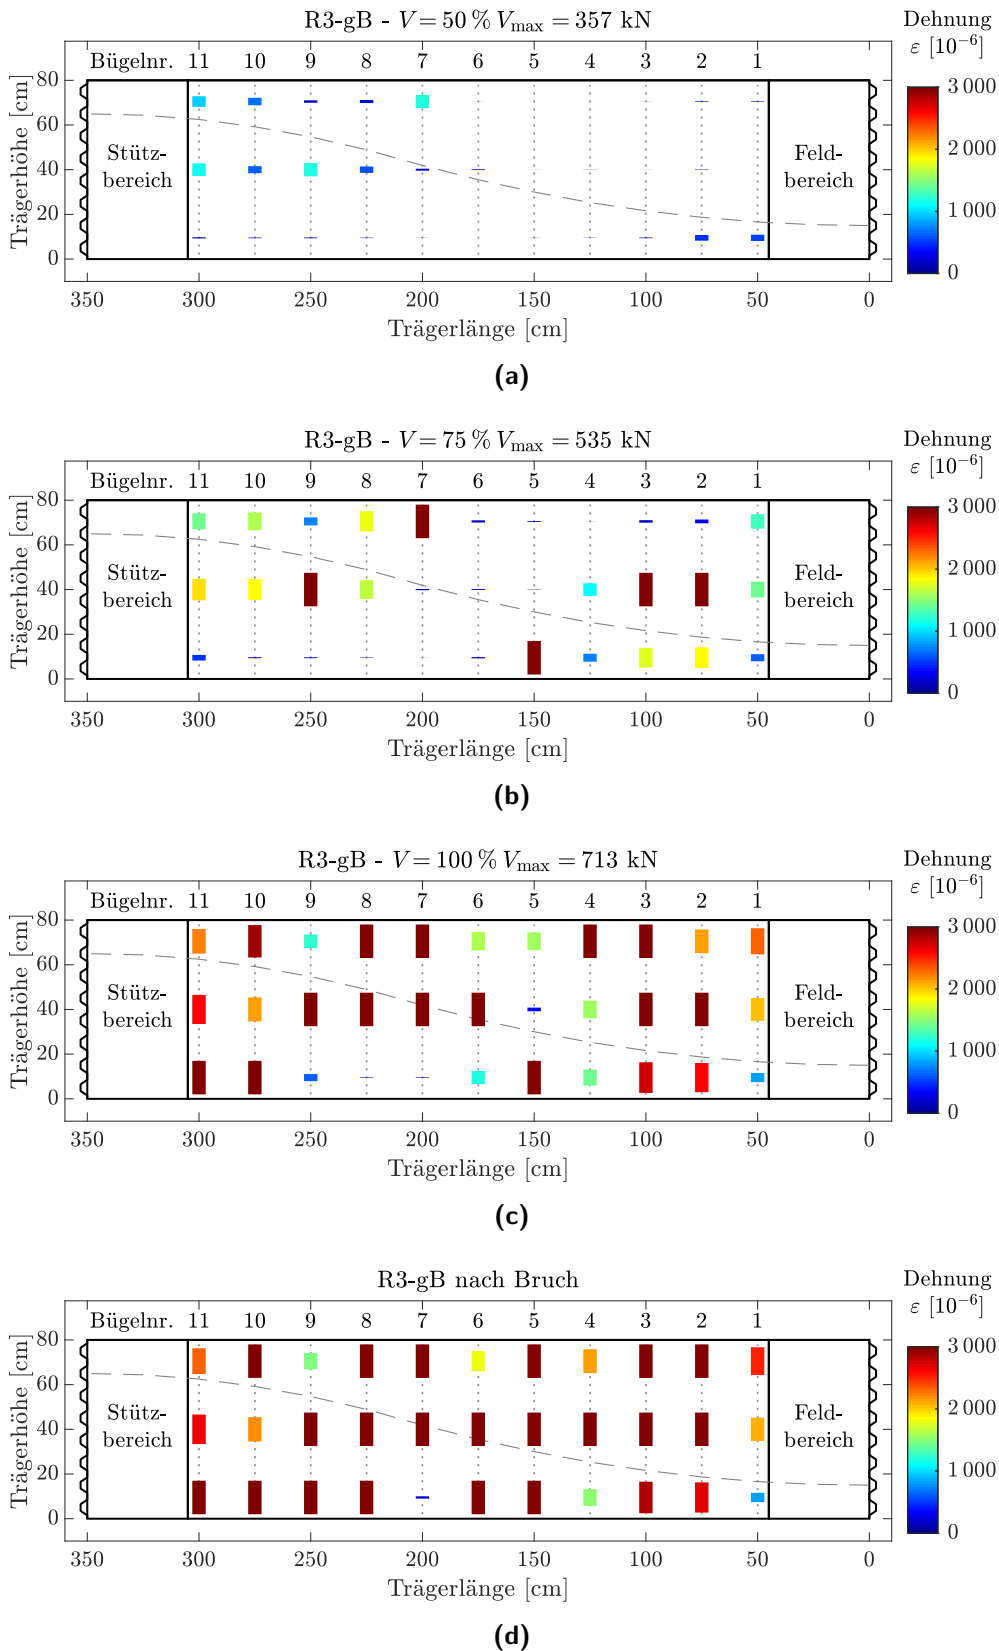 R3-gB - V = 50 % Vmax = 357 kN
Dehnung
ε [10⁻⁶]
Bügelnr. 11 10 9 8 7 6 5 4 3 2 1
Trägerhöhe [cm]
80
60
40
20
0
Stütz-
bereich
Feld-
bereich
3 000
2 000
1 000
0
350 300 250 200 150 100 50 0
Trägerlänge [cm]
(a)
R3-gB - V = 75 % Vmax = 535 kN
Dehnung
ε [10⁻⁶]
Bügelnr. 11 10 9 8 7 6 5 4 3 2 1
Trägerhöhe [cm]
80
60
40
20
0
Stütz-
bereich
Feld-
bereich
3 000
2 000
1 000
0
350 300 250 200 150 100 50 0
Trägerlänge [cm]
(b)
R3-gB - V = 100 % Vmax = 713 kN
Dehnung
ε [10⁻⁶]
Bügelnr. 11 10 9 8 7 6 5 4 3 2 1
Trägerhöhe [cm]
80
60
40
20
0
Stütz-
bereich
Feld-
bereich
3 000
2 000
1 000
0
350 300 250 200 150 100 50 0
Trägerlänge [cm]
(c)
R3-gB nach Bruch
Dehnung
ε [10⁻⁶]
Bügelnr. 11 10 9 8 7 6 5 4 3 2 1
Trägerhöhe [cm]
80
60
40
20
0
Stütz-
bereich
Feld-
bereich
3 000
2 000
1 000
0
350 300 250 200 150 100 50 0
Trägerlänge [cm]
(d)